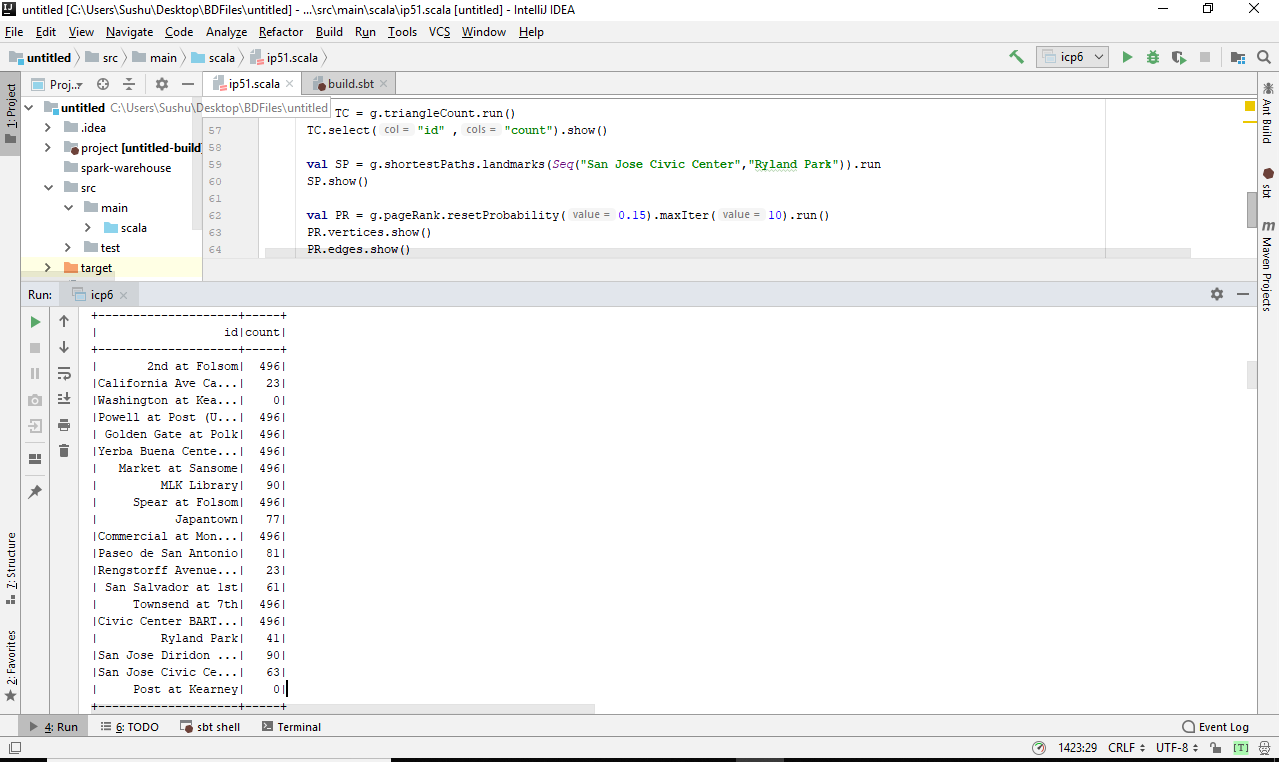 untitled [C:\Users\Sushu\Desktop\BDFiles\untitled] - ...\src\main\scala\ip51.scala [untitled] - IntelliJ IDEA
File Edit View Navigate Code Analyze Refactor Build Run Tools VCS Window Help
untitled src main scala ip51.scala
icp6
1: Project
Proj..
ip51.scala
build.sbt
untitled C:\Users\Sushu\Desktop\BDFiles\untitled
.idea
project [untitled-build]
spark-warehouse
src
main
scala
test
target
TC = g.triangleCount.run()
57 TC.select( col = "id" , cols = "count").show()
58
59 val SP = g.shortestPaths.landmarks(Seq("San Jose Civic Center","Ryland Park")).run
60 SP.show()
61
62 val PR = g.pageRank.resetProbability( value = 0.15).maxIter( value = 10).run()
63 PR.vertices.show()
64 PR.edges.show()
Ant Build
sbt
Maven Projects
Run: icp6
+--------------------+-----+
|                  id|count|
+--------------------+-----+
|       2nd at Folsom|  496|
|California Ave Ca...|   23|
|Washington at Kea...|    0|
|Powell at Post (U...|  496|
| Golden Gate at Polk|  496|
|Yerba Buena Cente...|  496|
|   Market at Sansome|  496|
|         MLK Library|   90|
|     Spear at Folsom|  496|
|           Japantown|   77|
|Commercial at Mon...|  496|
|Paseo de San Antonio|   81|
|Rengstorff Avenue...|   23|
| San Salvador at 1st|   61|
|     Townsend at 7th|  496|
|Civic Center BART...|  496|
|         Ryland Park|   41|
|San Jose Diridon ...|   90|
|San Jose Civic Ce...|   63|
|     Post at Kearney|    0|
+--------------------+-----+
7: Structure
2: Favorites
4: Run 6: TODO sbt shell Terminal Event Log
1423:29 CRLF UTF-8 [T]